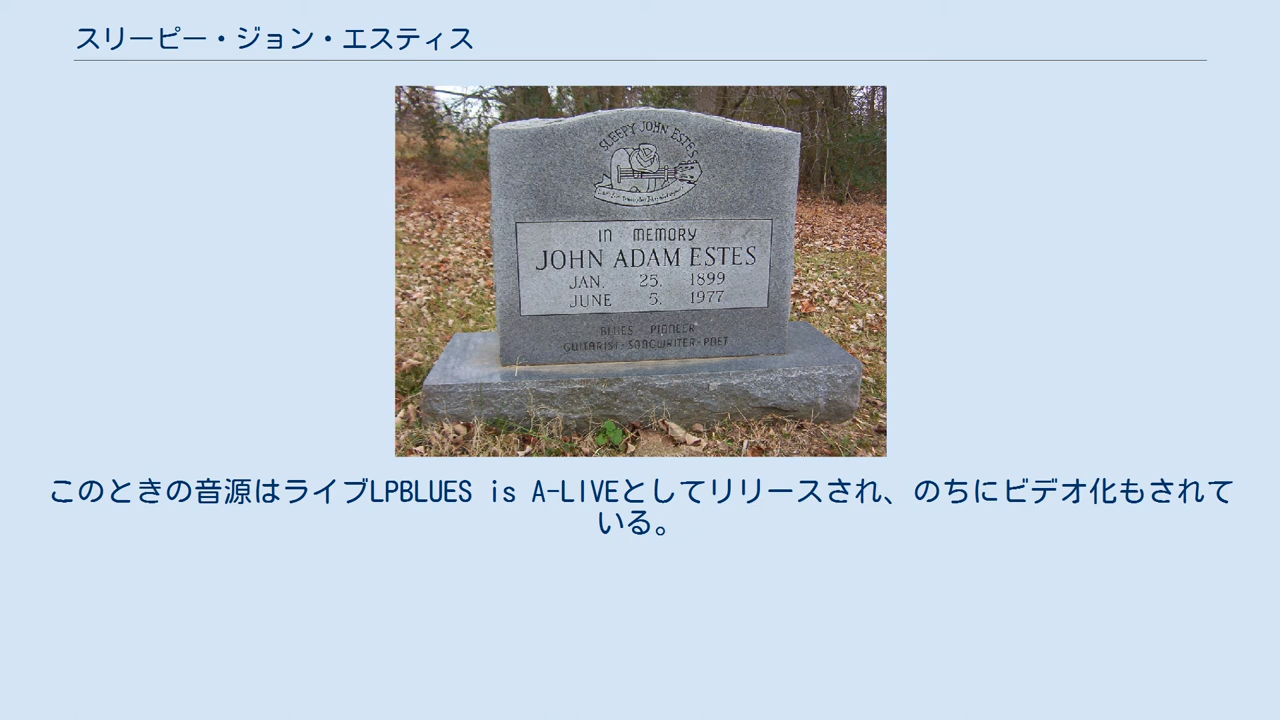 スリーピー・ジョン・エスティス
SLEEPY JOHN ESTES
IN MEMORY
JOHN ADAM ESTES
JAN. 25. 1899
JUNE 5. 1977
BLUES PIONEER
GUITARIST-SONGWRITER-POET
このときの音源はライブLPBLUES is A-LIVEとしてリリースされ、のちにビデオ化もされて
いる。